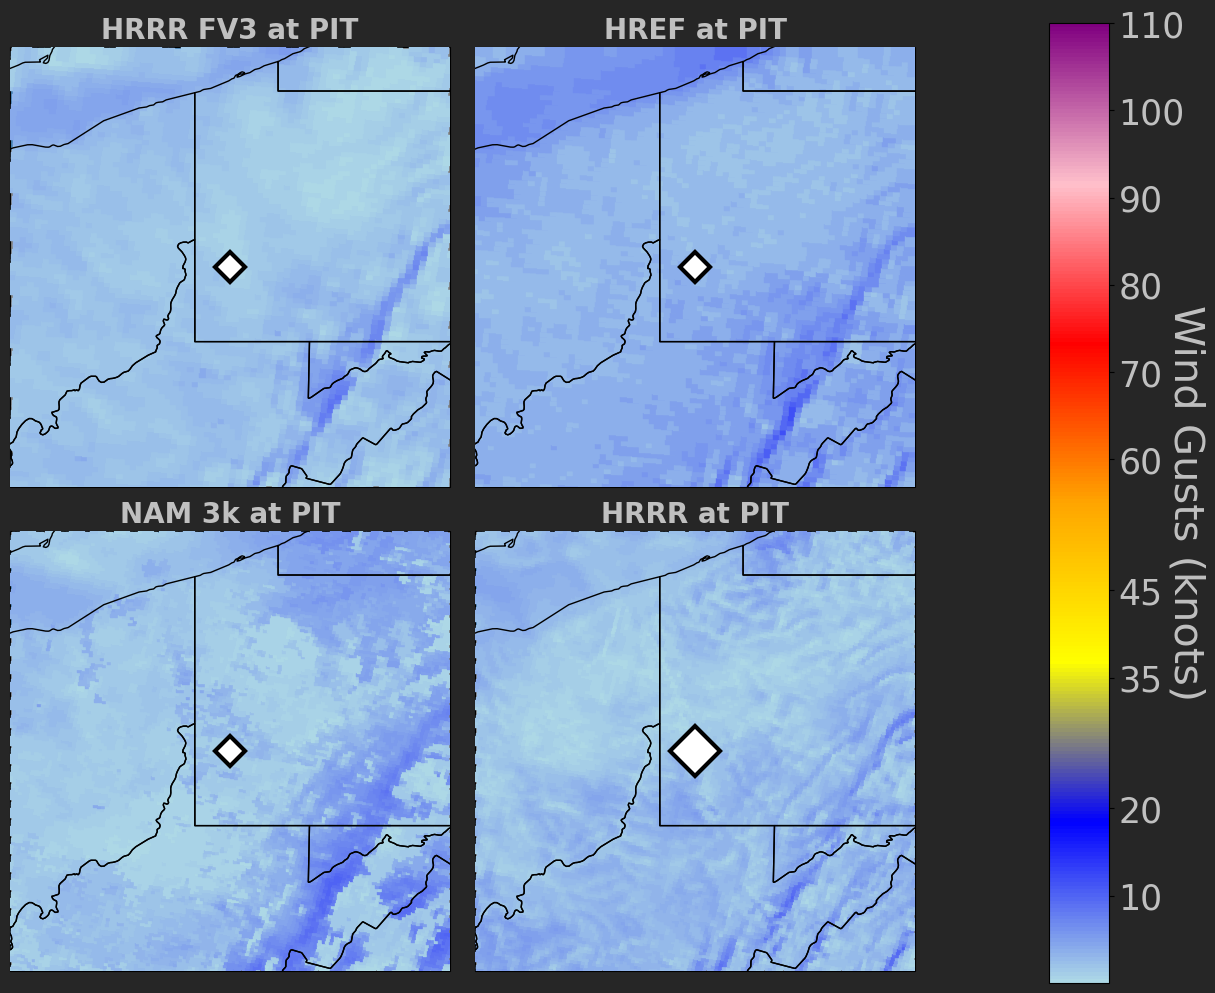 HRRR FV3 at PIT
HREF at PIT
NAM 3k at PIT
HRRR at PIT
110
100
90
80
70
60
45
35
20
10
Wind Gusts (knots)